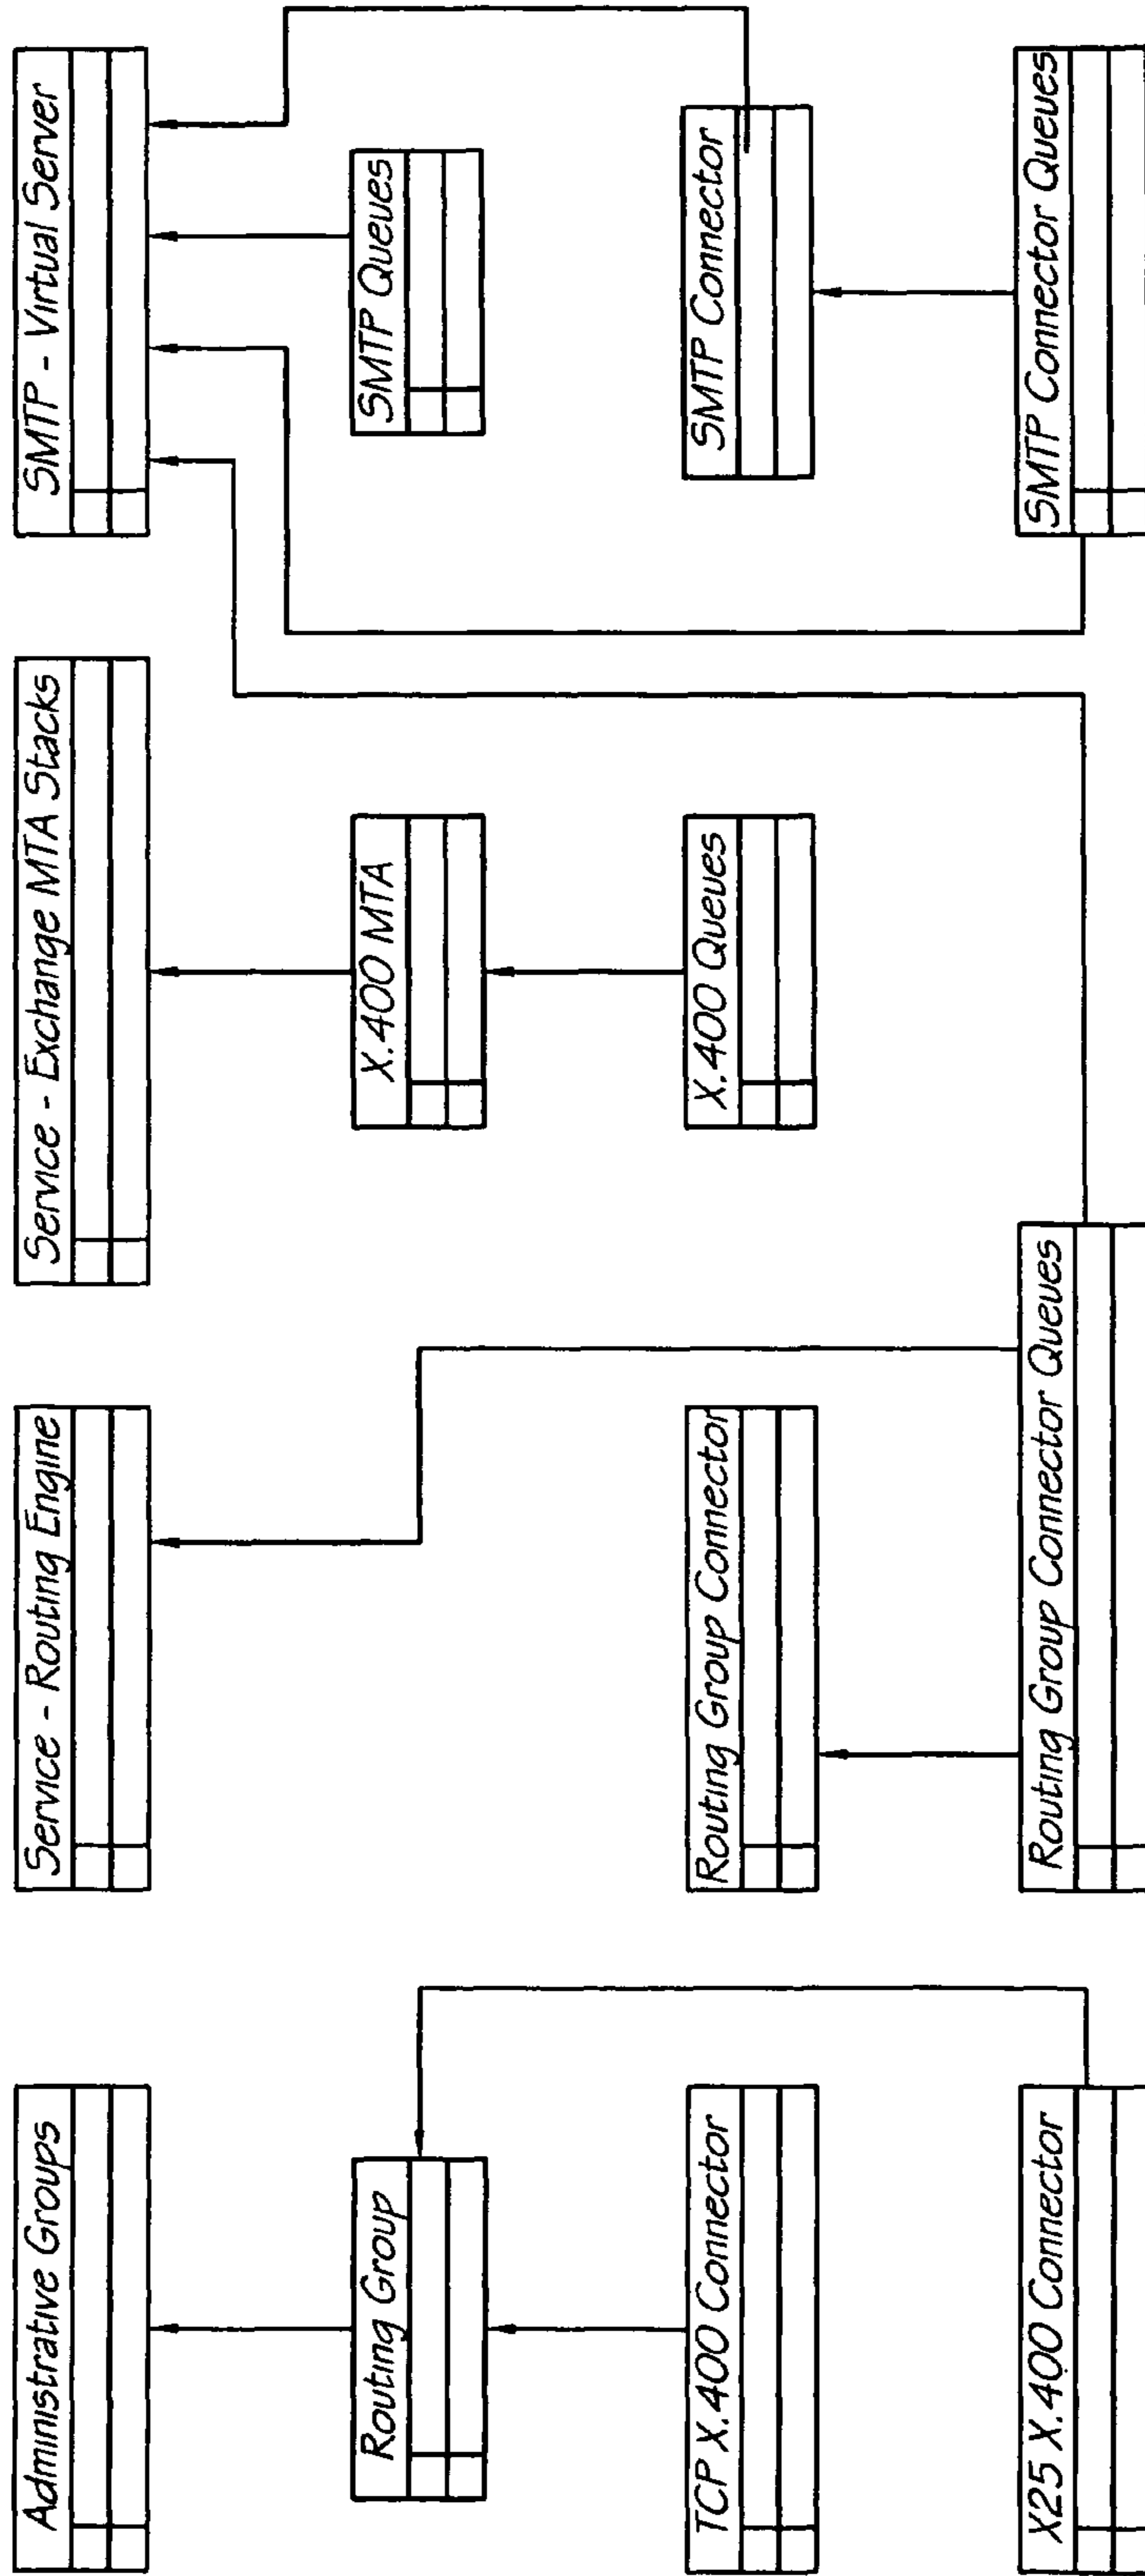 Administrative Groups
Service - Routing Engine
Service - Exchange MTA Stacks
SMTP - Virtual Server
Routing Group
X.400 MTA
SMTP Queues
TCP X.400 Connector
Routing Group Connector
X.400 Queues
SMTP Connector
X25 X.400 Connector
Routing Group Connector Queues
SMTP Connector Queues